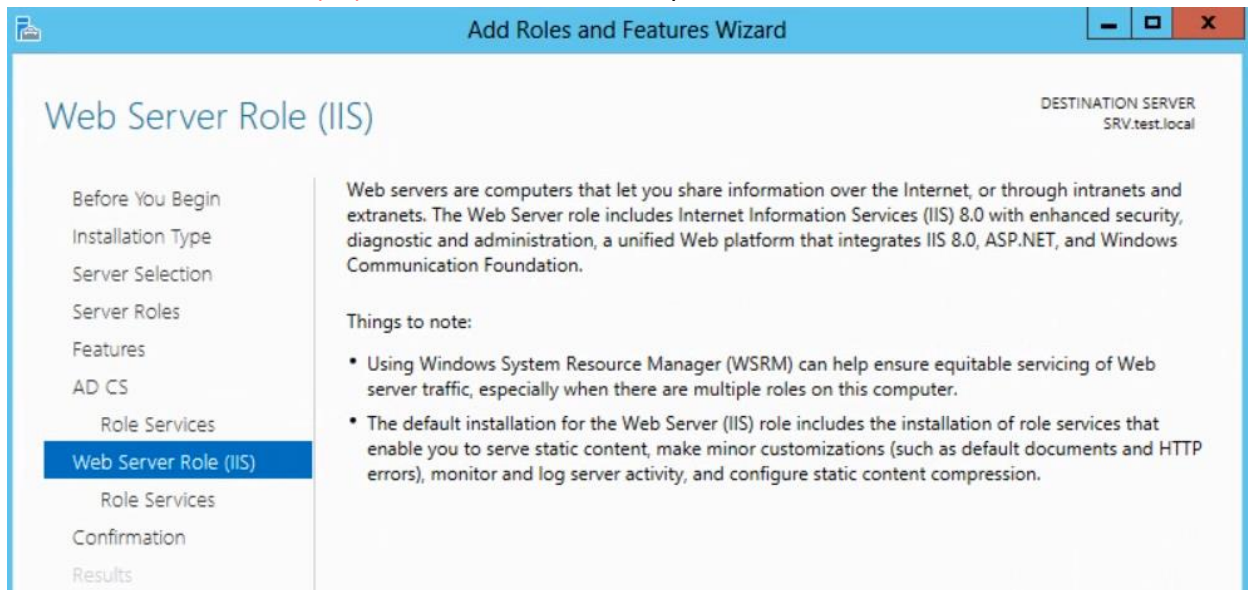 Add Roles and Features Wizard
Web Server Role (IIS)
DESTINATION SERVER
SRV.test.local
Before You Begin
Installation Type
Server Selection
Server Roles
Features
AD CS
Role Services
Web Server Role (IIS)
Role Services
Confirmation
Results
Web servers are computers that let you share information over the Internet, or through intranets and
extranets. The Web Server role includes Internet Information Services (IIS) 8.0 with enhanced security,
diagnostic and administration, a unified Web platform that integrates IIS 8.0, ASP.NET, and Windows
Communication Foundation.
Things to note:
• Using Windows System Resource Manager (WSRM) can help ensure equitable servicing of Web
server traffic, especially when there are multiple roles on this computer.
• The default installation for the Web Server (IIS) role includes the installation of role services that
enable you to serve static content, make minor customizations (such as default documents and HTTP
errors), monitor and log server activity, and configure static content compression.